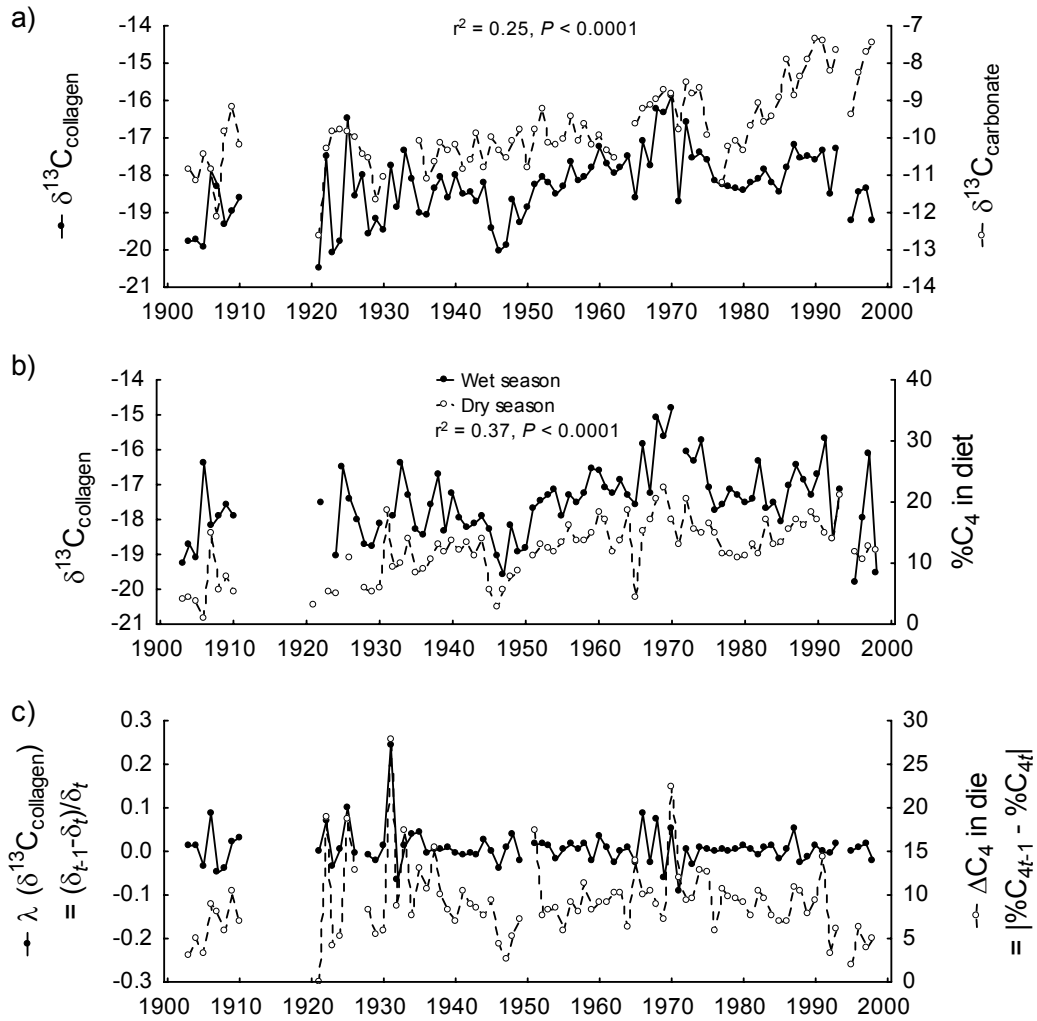 a)
r² = 0.25, P < 0.0001
δ¹³Ccollagen
-14
-15
-16
-17
-18
-19
-20
-21
-7
-8
-9
-10
-11
-12
-13
-14
δ¹³Ccarbonate
1900 1910 1920 1930 1940 1950 1960 1970 1980 1990 2000
b)
Wet season
Dry season
r² = 0.37, P < 0.0001
δ¹³Ccollagen
-14
-15
-16
-17
-18
-19
-20
-21
40
30
20
10
0
%C₄ in diet
1900 1910 1920 1930 1940 1950 1960 1970 1980 1990 2000
c)
λ (δ¹³Ccollagen)
= (δt-1-δt)/δt
0.3
0.2
0.1
0.0
-0.1
-0.2
-0.3
30
25
20
15
10
5
0
ΔC₄ in die
= |%C4t-1 - %C4t|
1900 1910 1920 1930 1940 1950 1960 1970 1980 1990 2000